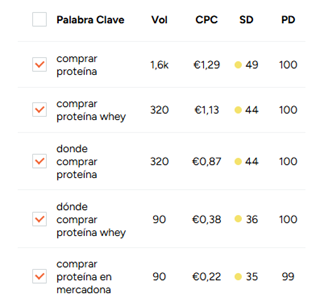 Palabra Clave Vol CPC SD PD
comprar
proteína 1,6k €1,29 49 100
comprar
proteína whey 320 €1,13 44 100
donde
comprar 320 €0,87 44 100
proteína
dónde
comprar 90 €0,38 36 100
proteína whey
comprar
proteína en 90 €0,22 35 99
mercadona